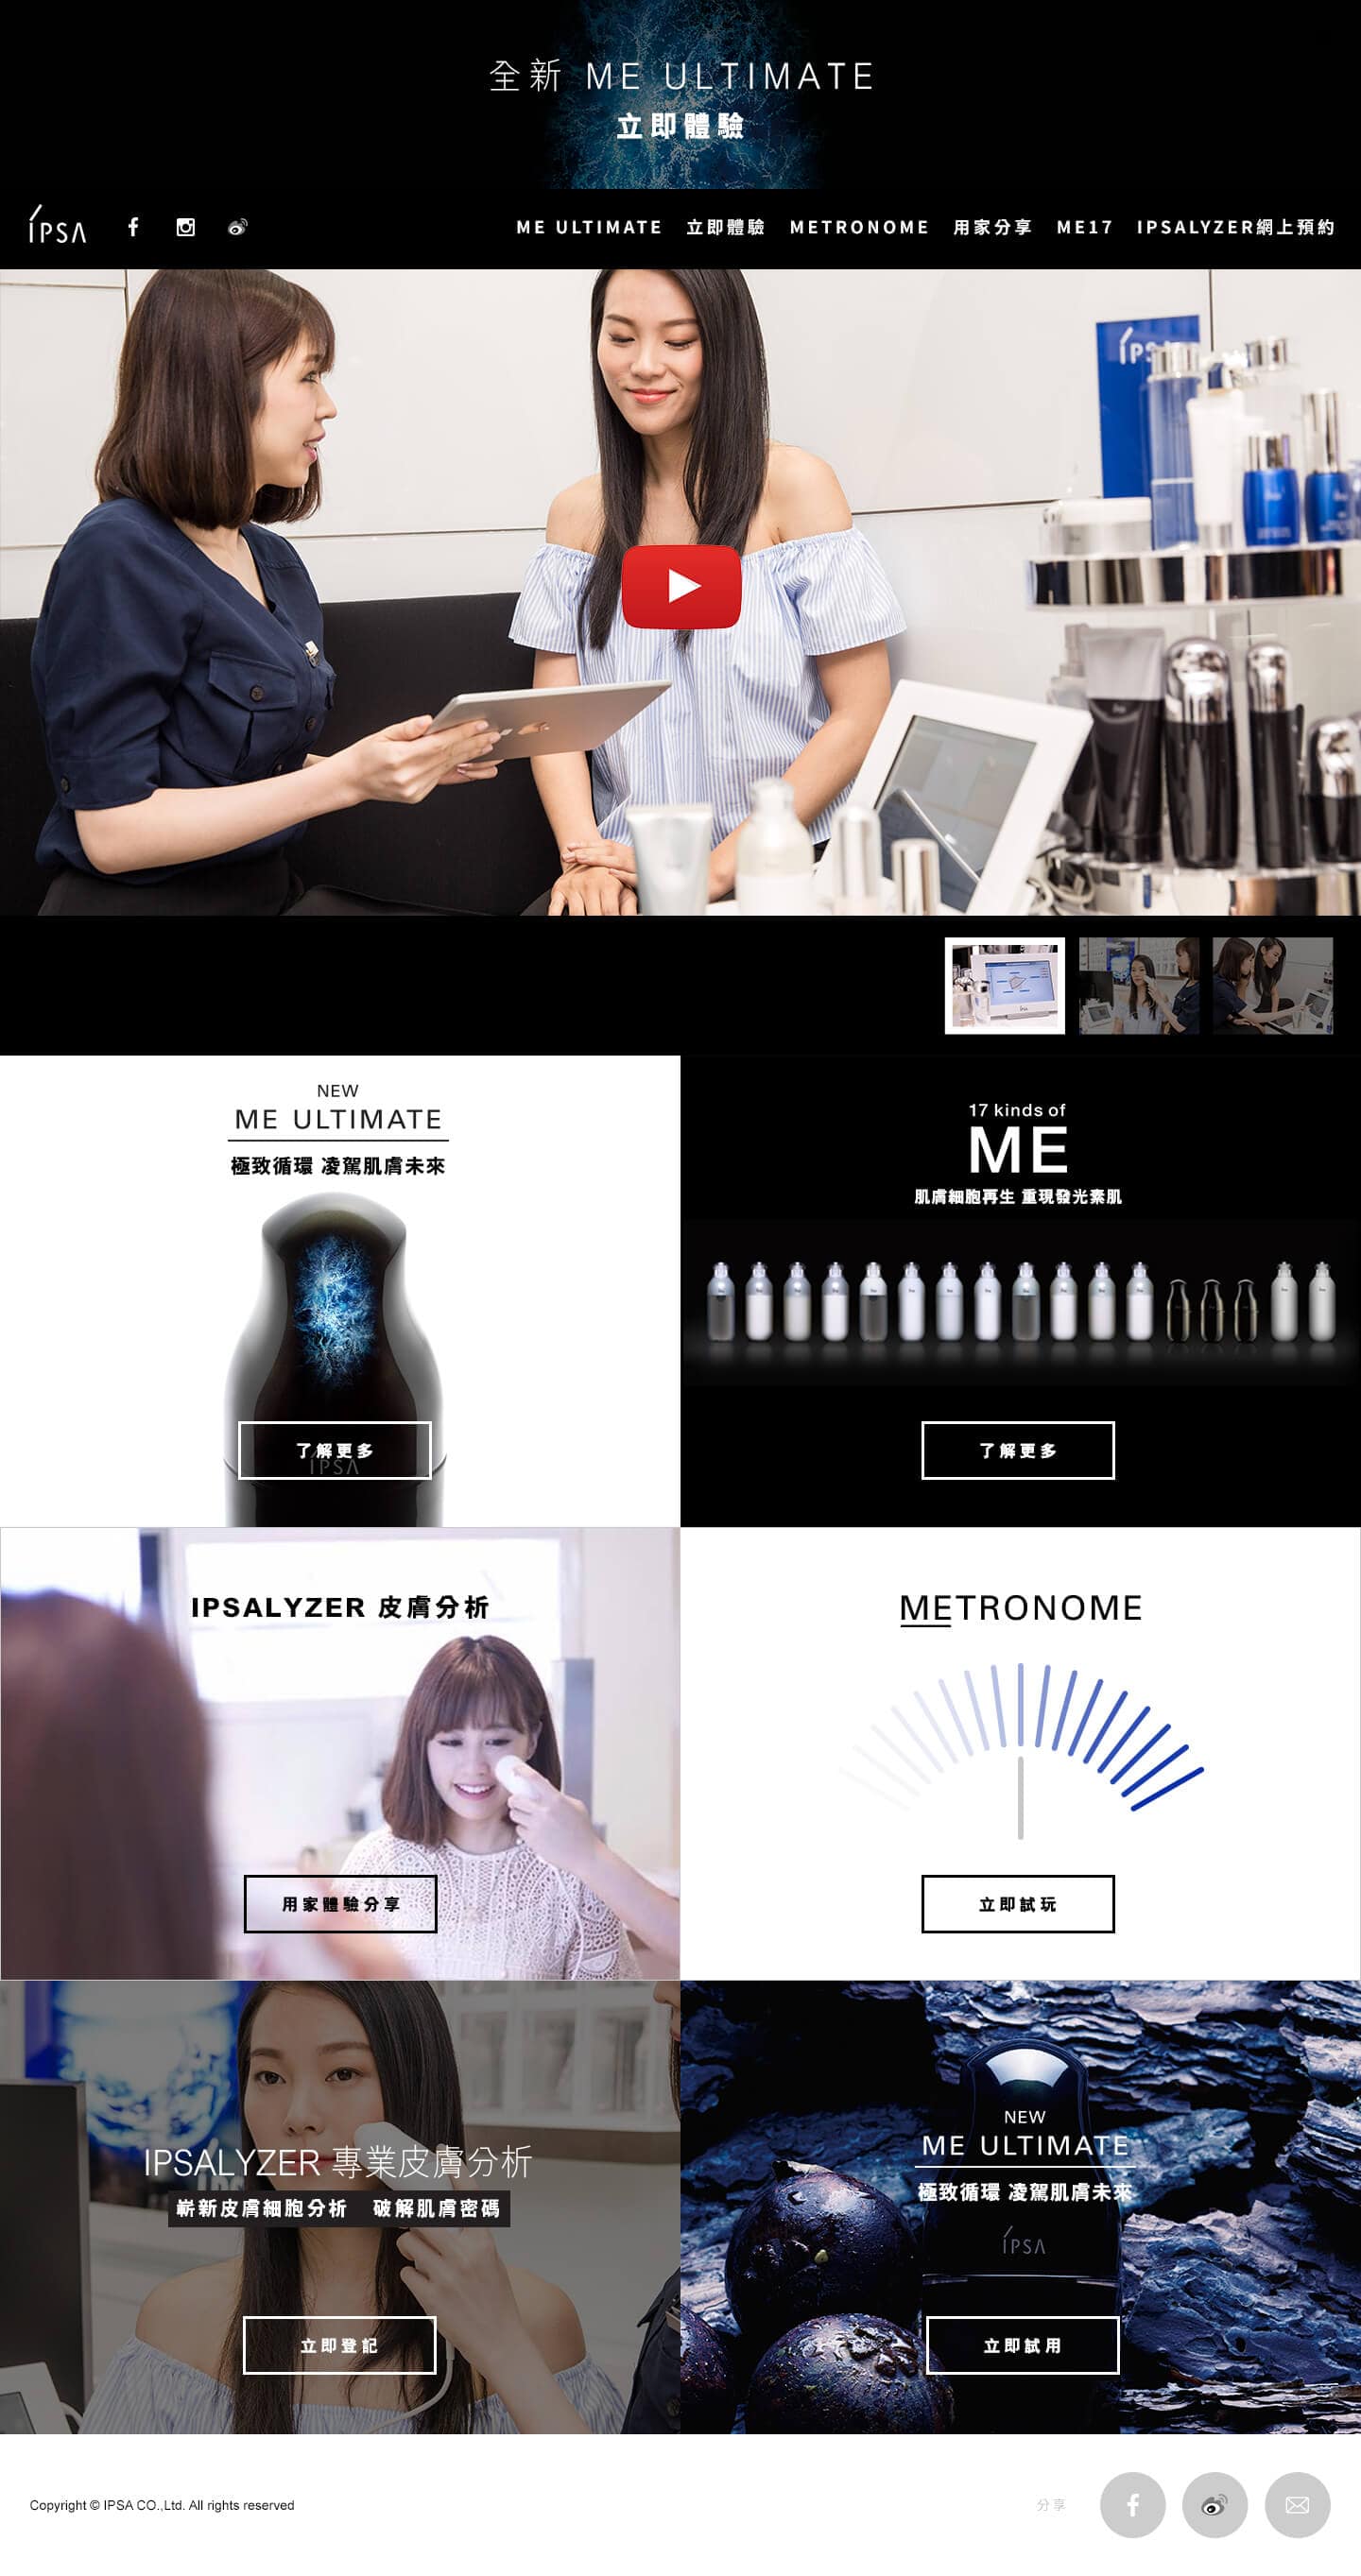 全新 ME ULTIMATE
立即體驗
IPSA
ME ULTIMATE 立即體驗 METRONOME 用家分享 ME17 IPSALYZER網上預約
NEW
ME ULTIMATE
極致循環 凌駕肌膚未來
了解更多
IPSA
17 kinds of
ME
肌膚細胞再生 重現發光素肌
了解更多
IPSALYZER 皮膚分析
用家體驗分享
METRONOME
立即試玩
IPSALYZER 專業皮膚分析
嶄新皮膚細胞分析 破解肌膚密碼
立即登記
NEW
ME ULTIMATE
極致循環 凌駕肌膚未來
IPSA
立即試用
Copyright © IPSA CO.,Ltd. All rights reserved
分享